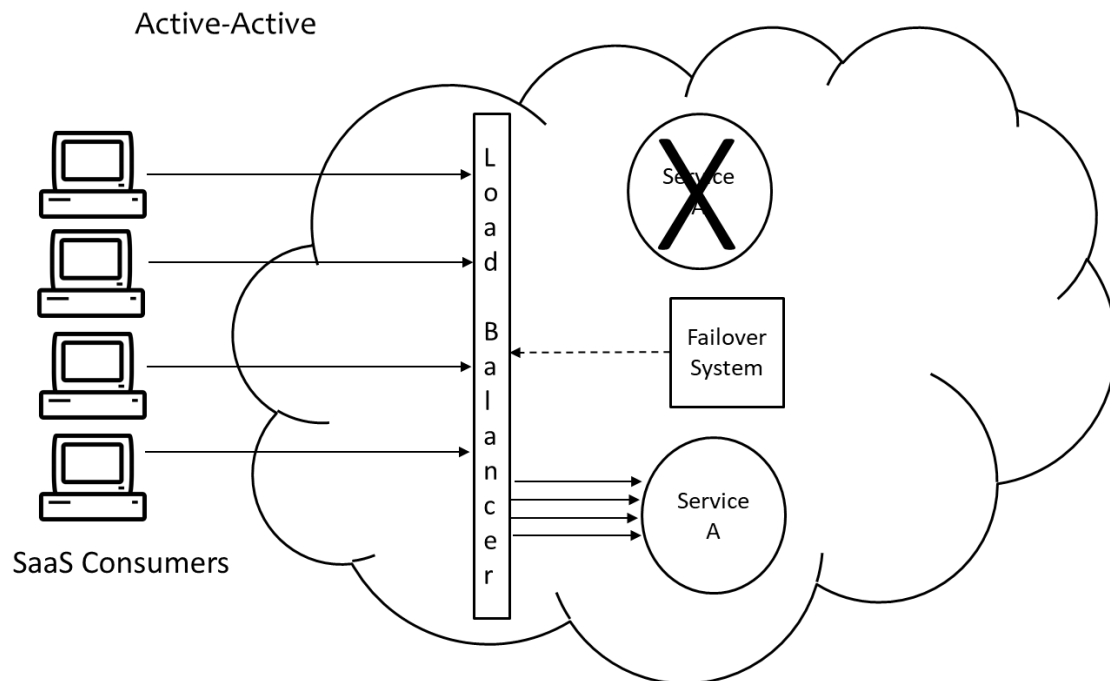 Active-Active
Load Balancer
Service
A
Failover
System
Service
A
SaaS Consumers